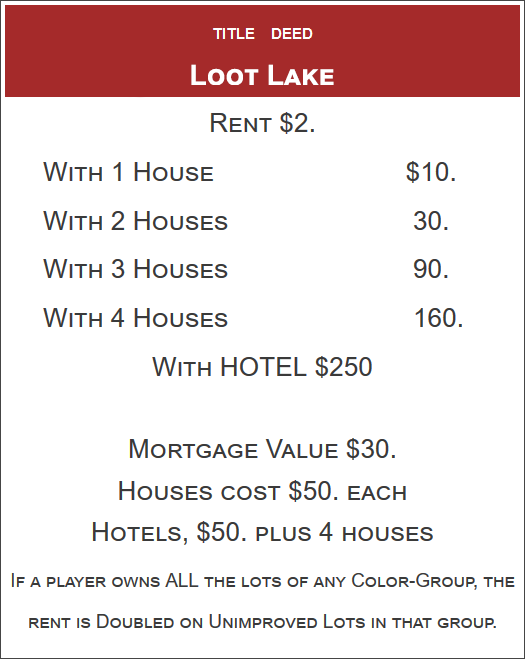 TITLE DEED
LOOT LAKE
RENT $2.
WITH 1 HOUSE $10.
WITH 2 HOUSES 30.
WITH 3 HOUSES 90.
WITH 4 HOUSES 160.
WITH HOTEL $250
MORTGAGE VALUE $30.
HOUSES COST $50. EACH
HOTELS, $50. PLUS 4 HOUSES
IF A PLAYER OWNS ALL THE LOTS OF ANY COLOR-GROUP, THE
RENT IS DOUBLED ON UNIMPROVED LOTS IN THAT GROUP.